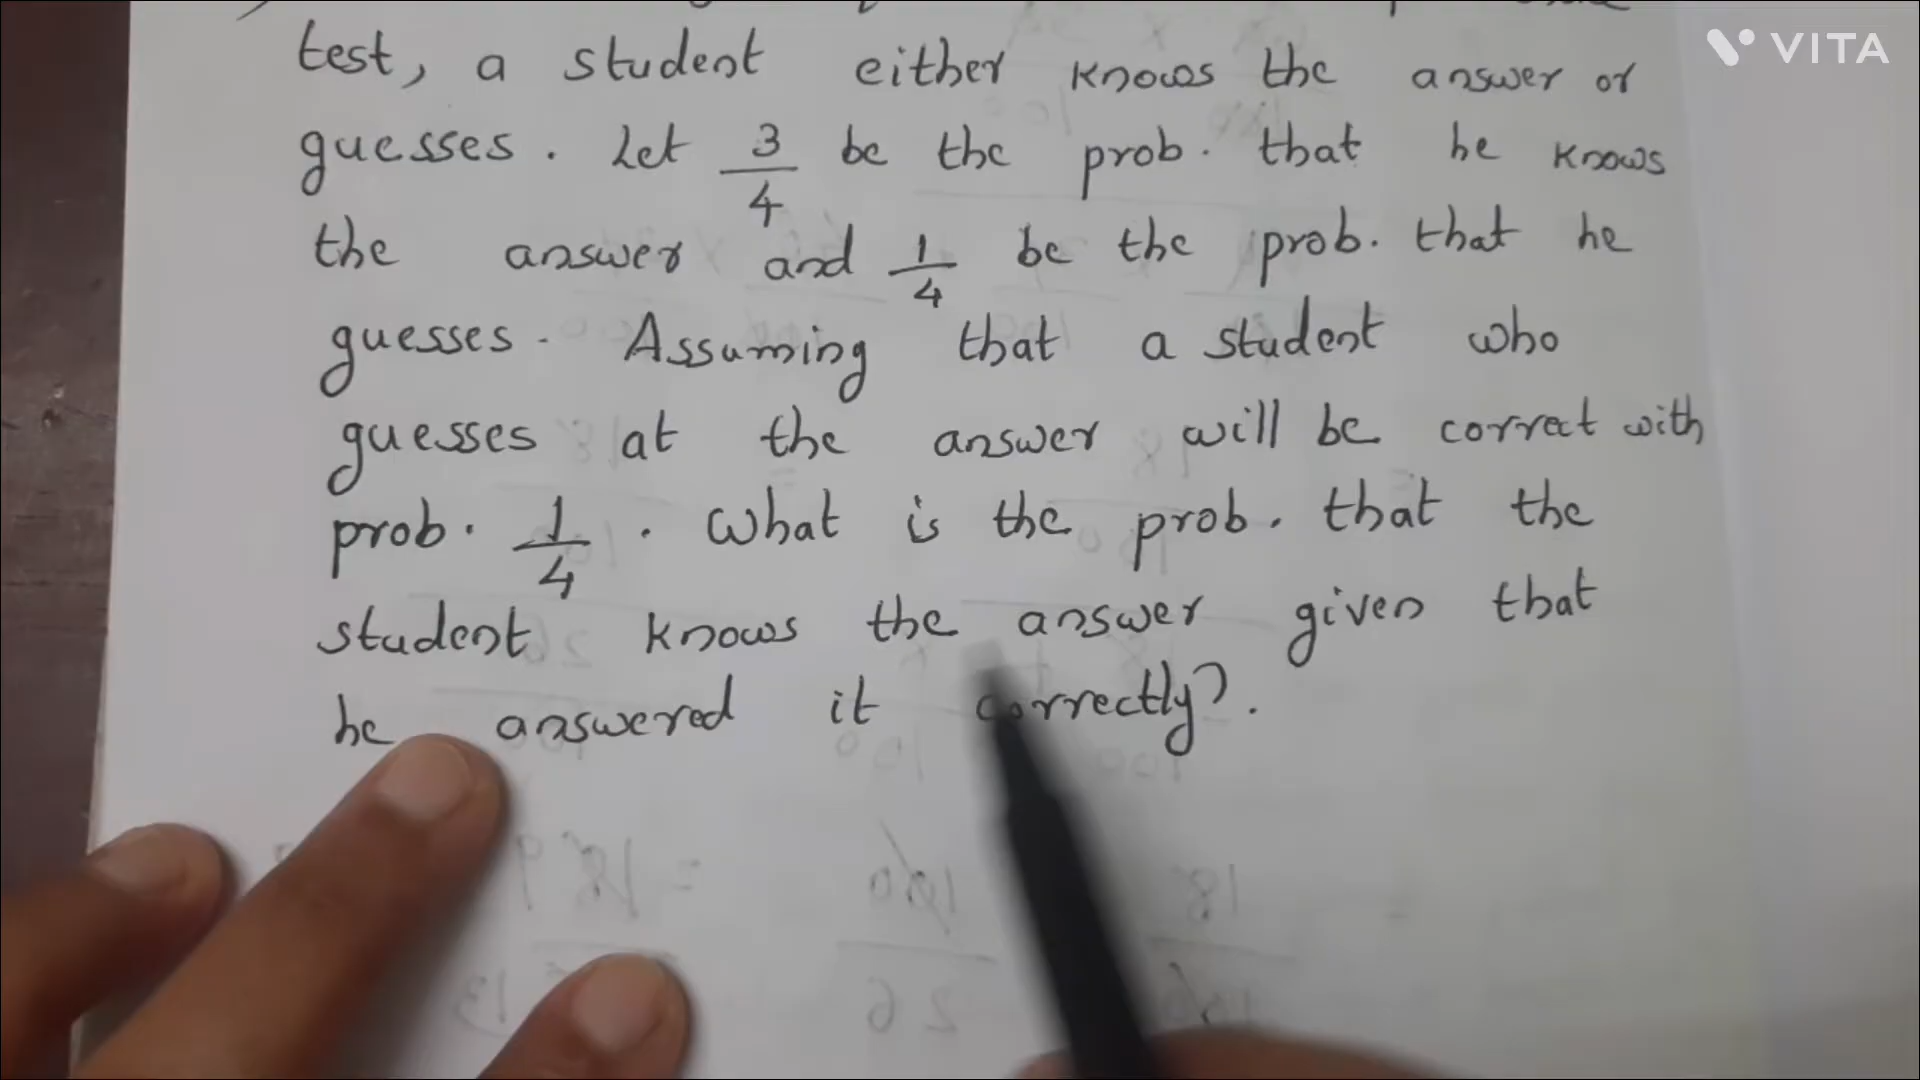 VITA
test, a student either knows the answer or
guesses. Let 3/4 be the prob. that he knows
the answer and 1/4 be the prob. that he
guesses. Assuming that a student who
guesses at the answer will be correct with
prob. 1/4. What is the prob. that the
student knows the answer given that
he answered it correctly?.